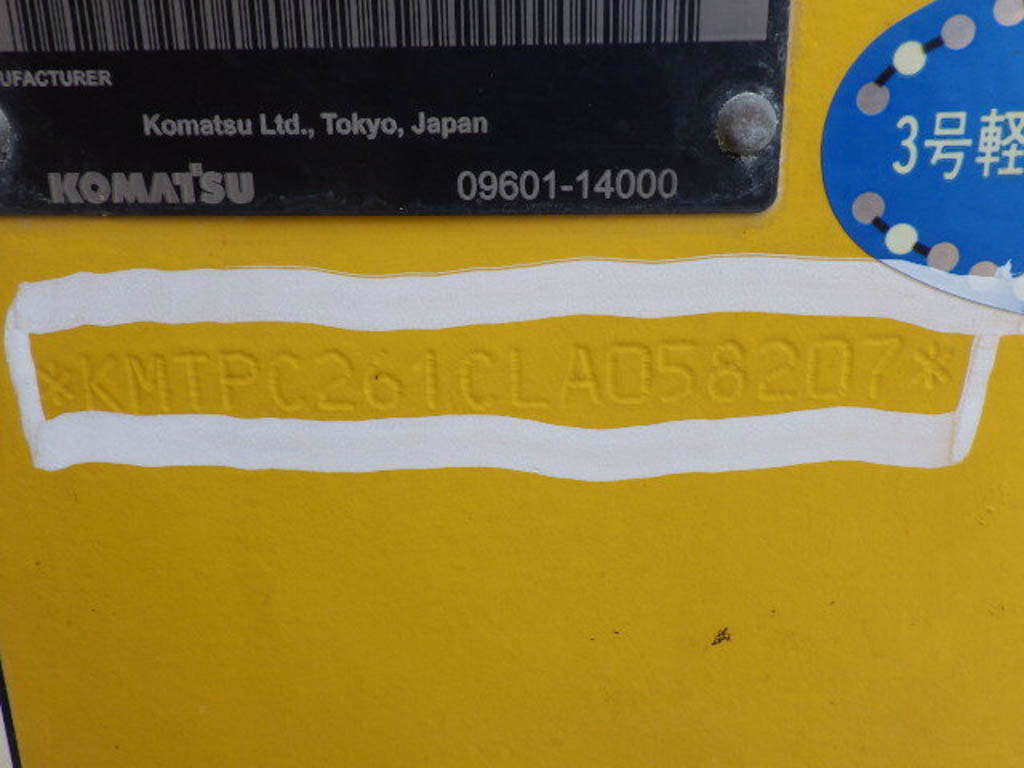 UFACTURER
Komatsu Ltd., Tokyo, Japan
KOMATSU 09601-14000
3号軽
*KMTPC261CLA058207*